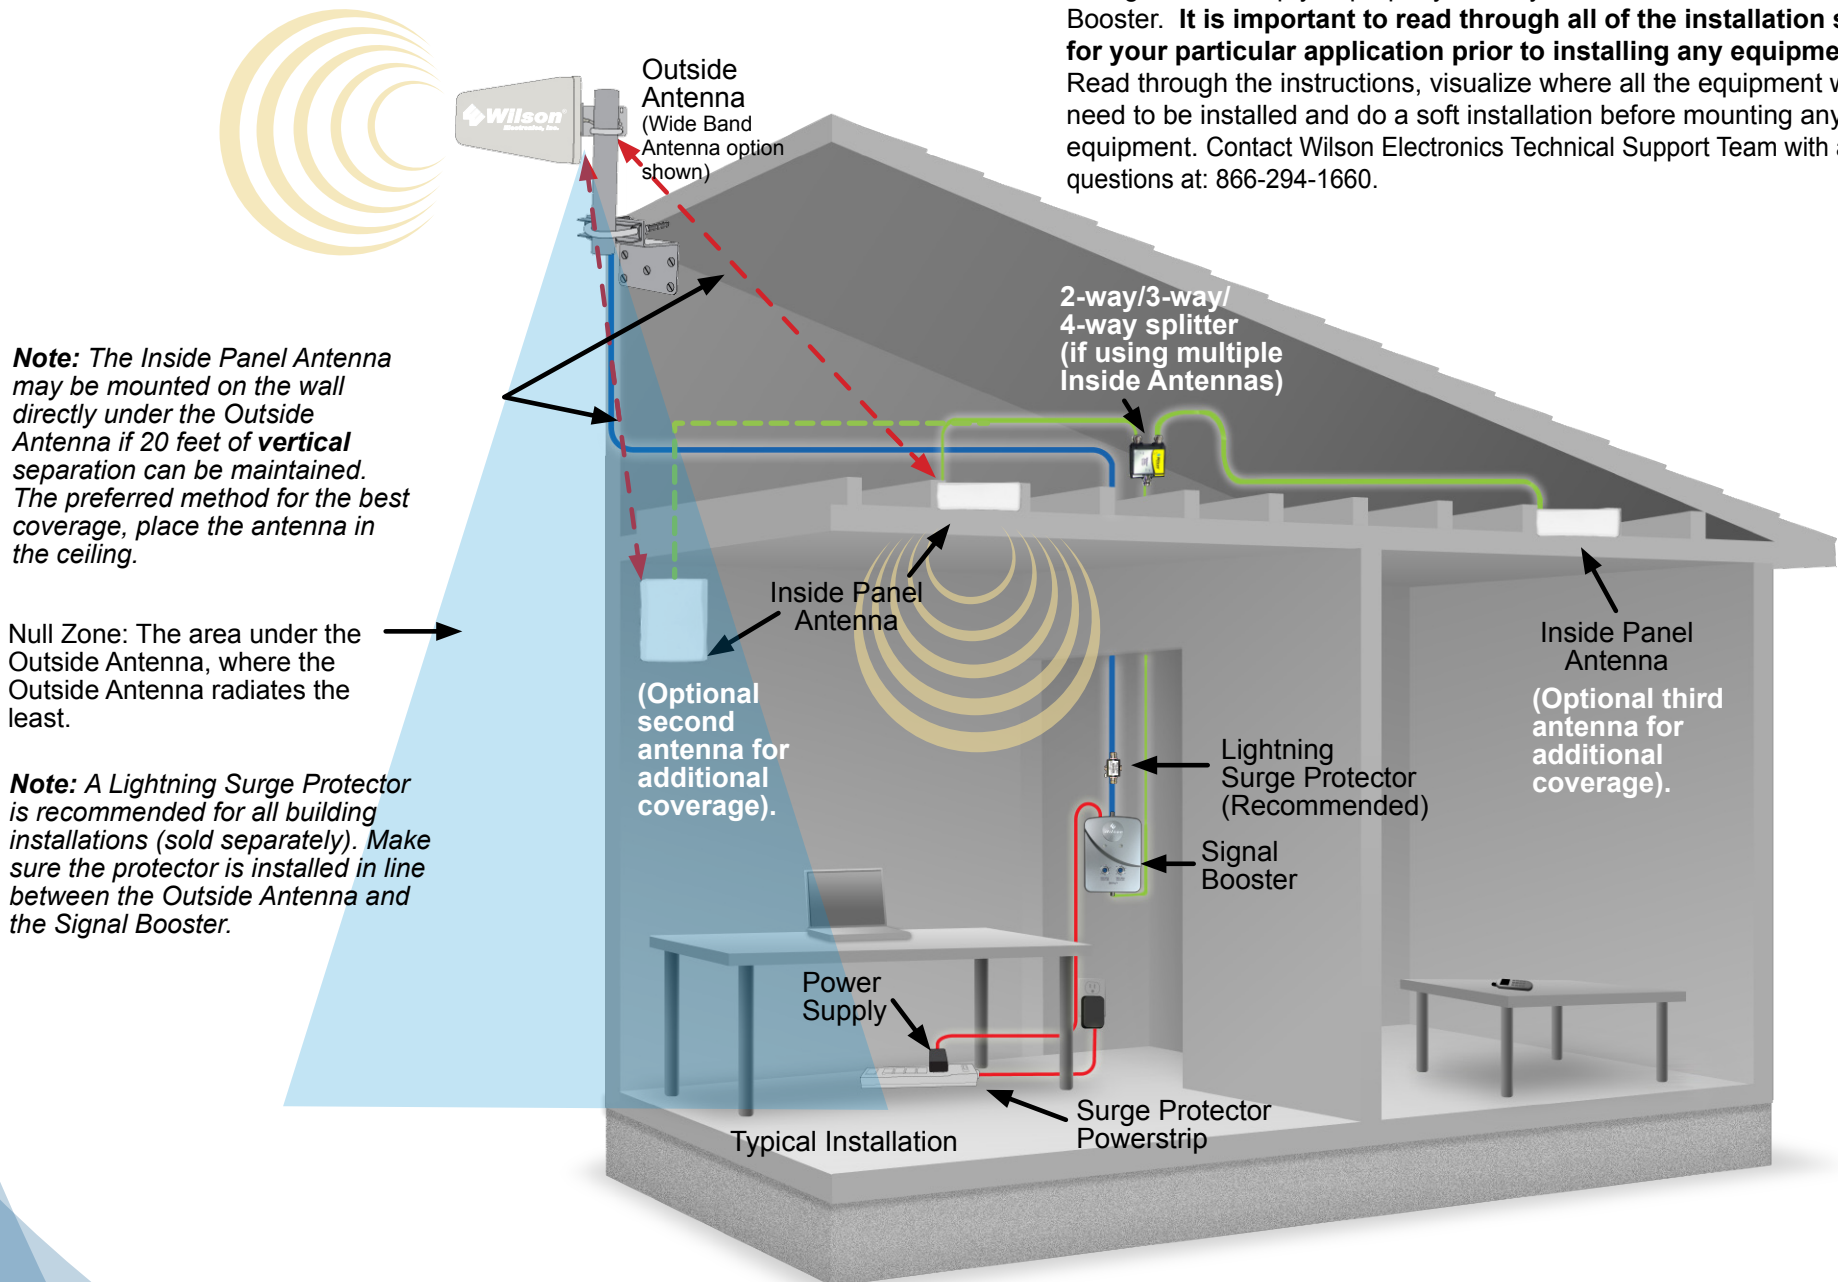 Booster. It is important to read through all of the installation s
for your particular application prior to installing any equipme
Read through the instructions, visualize where all the equipment w
need to be installed and do a soft installation before mounting any
equipment. Contact Wilson Electronics Technical Support Team with a
questions at: 866-294-1660.
Outside
Antenna
(Wide Band
Antenna option
shown)
Wilson®
Electronics, Inc.
2-way/3-way/
4-way splitter
(if using multiple
Inside Antennas)
Note: The Inside Panel Antenna
may be mounted on the wall
directly under the Outside
Antenna if 20 feet of vertical
separation can be maintained.
The preferred method for the best
coverage, place the antenna in
the ceiling.
Null Zone: The area under the
Outside Antenna, where the
Outside Antenna radiates the
least.
Note: A Lightning Surge Protector
is recommended for all building
installations (sold separately). Make
sure the protector is installed in line
between the Outside Antenna and
the Signal Booster.
Inside Panel
Antenna
(Optional
second
antenna for
additional
coverage).
Inside Panel
Antenna
(Optional third
antenna for
additional
coverage).
Lightning
Surge Protector
(Recommended)
Signal
Booster
Power
Supply
Surge Protector
Powerstrip
Typical Installation